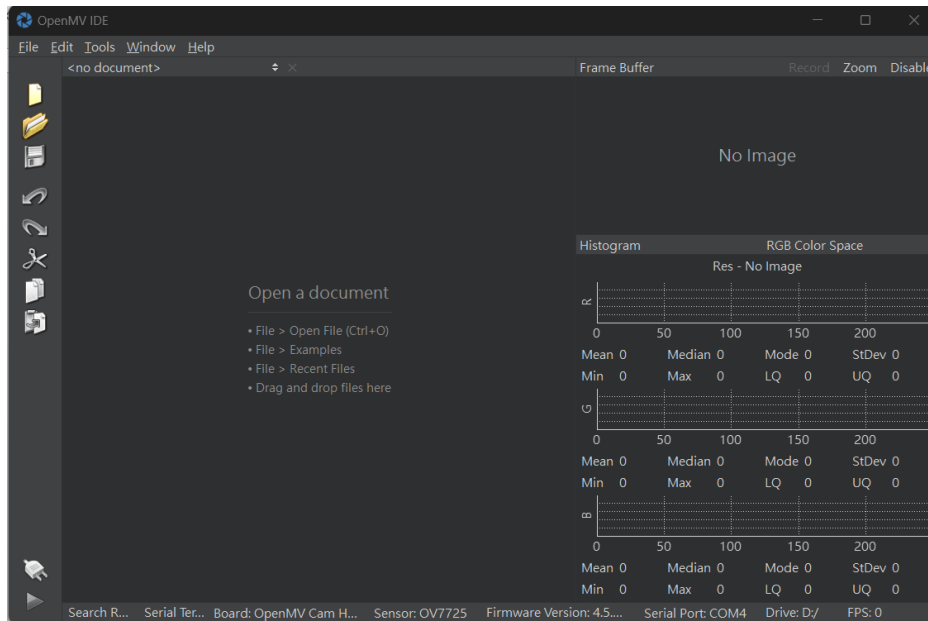 OpenMV IDE
File Edit Tools Window Help
<no document>
Frame Buffer Record Zoom Disable
No Image
Histogram RGB Color Space
Res - No Image
Open a document
• File > Open File (Ctrl+O)
• File > Examples
• File > Recent Files
• Drag and drop files here
R
0 50 100 150 200
Mean 0 Median 0 Mode 0 StDev 0
Min 0 Max 0 LQ 0 UQ 0
G
0 50 100 150 200
Mean 0 Median 0 Mode 0 StDev 0
Min 0 Max 0 LQ 0 UQ 0
B
0 50 100 150 200
Mean 0 Median 0 Mode 0 StDev 0
Min 0 Max 0 LQ 0 UQ 0
Search R... Serial Ter... Board: OpenMV Cam H... Sensor: OV7725 Firmware Version: 4.5.... Serial Port: COM4 Drive: D:/ FPS: 0